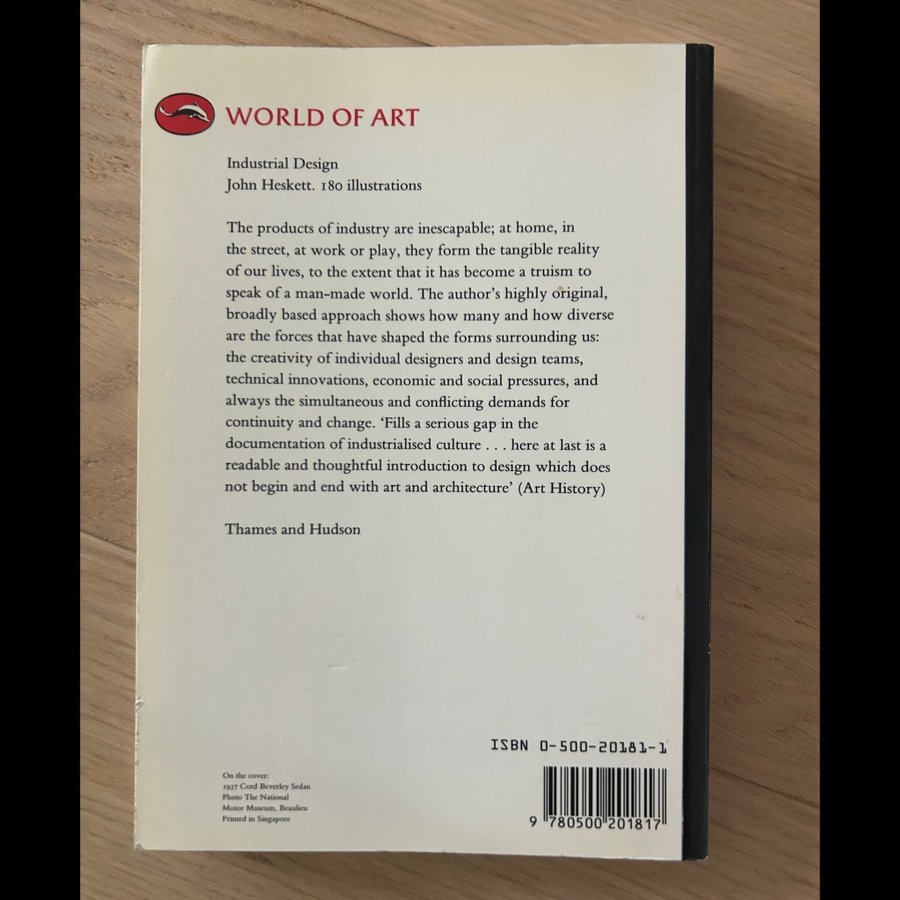 WORLD OF ART
Industrial Design
John Heskett. 180 illustrations
The products of industry are inescapable; at home, in
the street, at work or play, they form the tangible reality
of our lives, to the extent that it has become a truism to
speak of a man-made world. The author's highly original,
broadly based approach shows how many and how diverse
are the forces that have shaped the forms surrounding us:
the creativity of individual designers and design teams,
technical innovations, economic and social pressures, and
always the simultaneous and conflicting demands for
continuity and change. 'Fills a serious gap in the
documentation of industrialised culture . . . here at last is a
readable and thoughtful introduction to design which does
not begin and end with art and architecture' (Art History)
Thames and Hudson
ISBN 0-500-20181-1
On the cover:
1937 Cord Beverley Sedan
Photo The National
Motor Museum, Beaulieu
Printed in Singapore
9 780500 201817